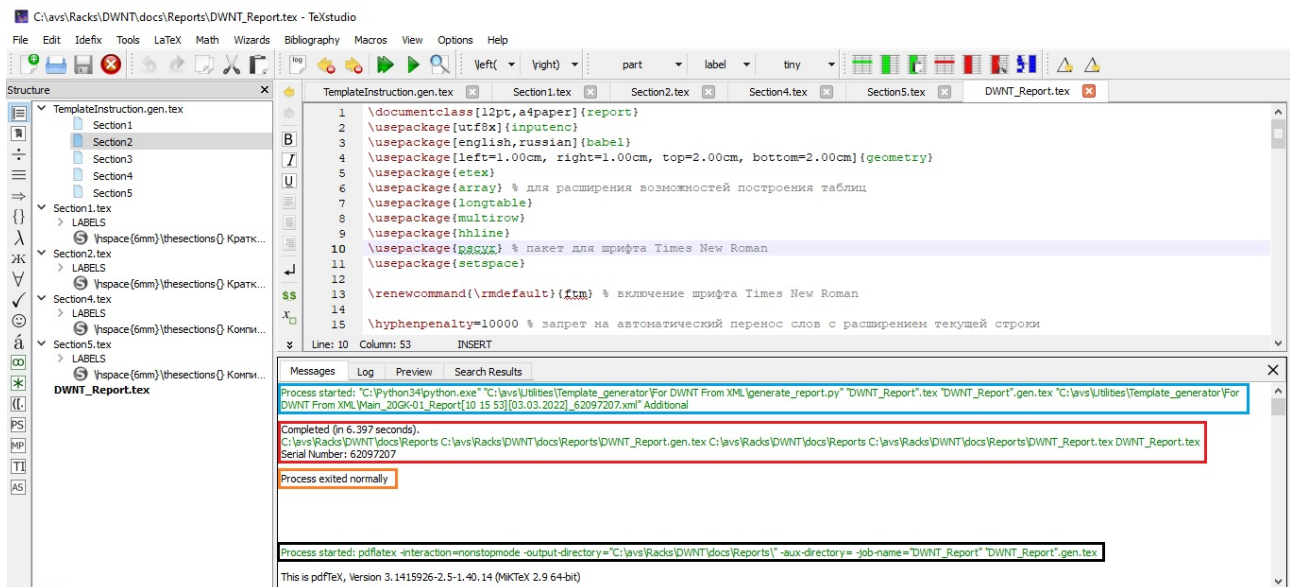 C:\avs\Racks\DWNT\docs\Reports\DWNT_Report.tex - TeXstudio
File Edit Idefix Tools LaTeX Math Wizards Bibliography Macros View Options Help
log \left( \right) part label tiny
Structure
TemplateInstruction.gen.tex
Section1
Section2
Section3
Section4
Section5
Section1.tex
LABELS
\hspace{6mm}\thesections{} Кратк...
Section2.tex
LABELS
\hspace{6mm}\thesections{} Кратк...
Section4.tex
LABELS
\hspace{6mm}\thesections{} Компи...
Section5.tex
LABELS
\hspace{6mm}\thesections{} Компи...
DWNT_Report.tex
TemplateInstruction.gen.tex Section1.tex Section2.tex Section4.tex Section5.tex DWNT_Report.tex
1 \documentclass[12pt,a4paper]{report}
2 \usepackage[utf8x]{inputenc}
3 \usepackage[english,russian]{babel}
4 \usepackage[left=1.00cm, right=1.00cm, top=2.00cm, bottom=2.00cm]{geometry}
5 \usepackage{etex}
6 \usepackage{array} % для расширения возможностей построения таблиц
7 \usepackage{longtable}
8 \usepackage{multirow}
9 \usepackage{hhline}
10 \usepackage{pscyr} % пакет для шрифта Times New Roman
11 \usepackage{setspace}
12
13 \renewcommand{\rmdefault}{ftm} % включение шрифта Times New Roman
14
15 \hyphenpenalty=10000 % запрет на автоматический перенос слов с расширением текущей строки
Line: 10 Column: 53 INSERT
Messages Log Preview Search Results
Process started: "C:\Python34\python.exe" "C:\avs\Utilities\Template_generator\For DWNT From XML\generate_report.py" "DWNT_Report".tex "DWNT_Report".gen.tex "C:\avs\Utilities\Template_generator\For
DWNT From XML\Main_20GK-01_Report[10 15 53][03.03.2022]_62097207.xml" Additional
Completed (in 6.397 seconds).
C:\avs\Racks\DWNT\docs\Reports C:\avs\Racks\DWNT\docs\Reports\DWNT_Report.gen.tex C:\avs\Racks\DWNT\docs\Reports C:\avs\Racks\DWNT\docs\Reports\DWNT_Report.tex DWNT_Report.tex
Serial Number: 62097207
Process exited normally
Process started: pdflatex -interaction=nonstopmode -output-directory="C:\avs\Racks\DWNT\docs\Reports\" -aux-directory= -job-name="DWNT_Report" "DWNT_Report".gen.tex
This is pdfTeX, Version 3.1415926-2.5-1.40.14 (MiKTeX 2.9 64-bit)
B
I
U
$$
x
{}
λ
Ж
∀
á
∞
*
([.
PS
MP
TI
AS